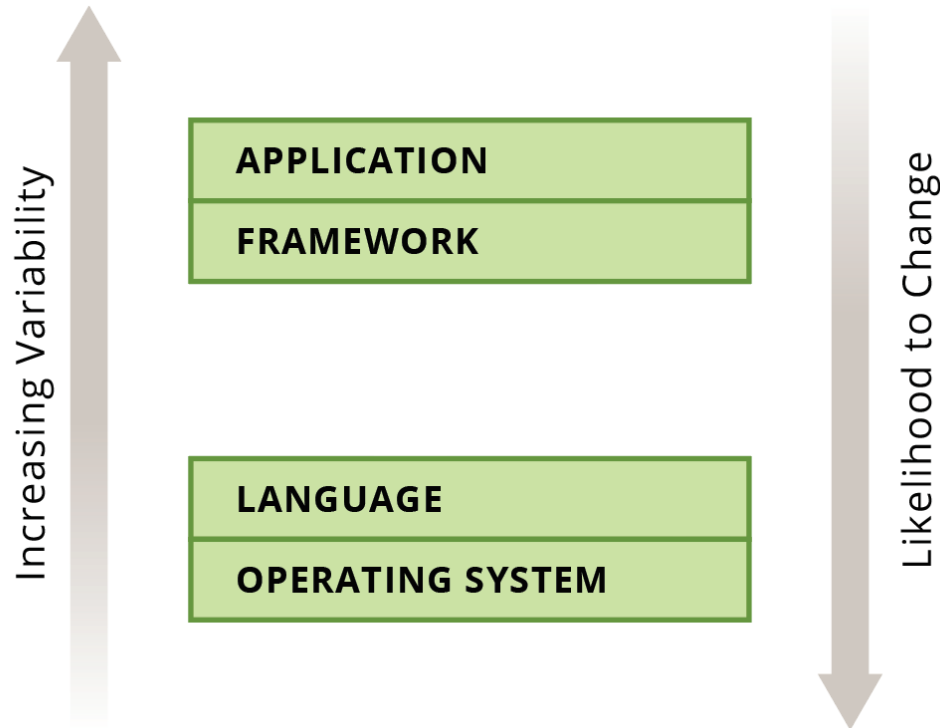 Increasing Variability
APPLICATION
FRAMEWORK
LANGUAGE
OPERATING SYSTEM
Likelihood to Change